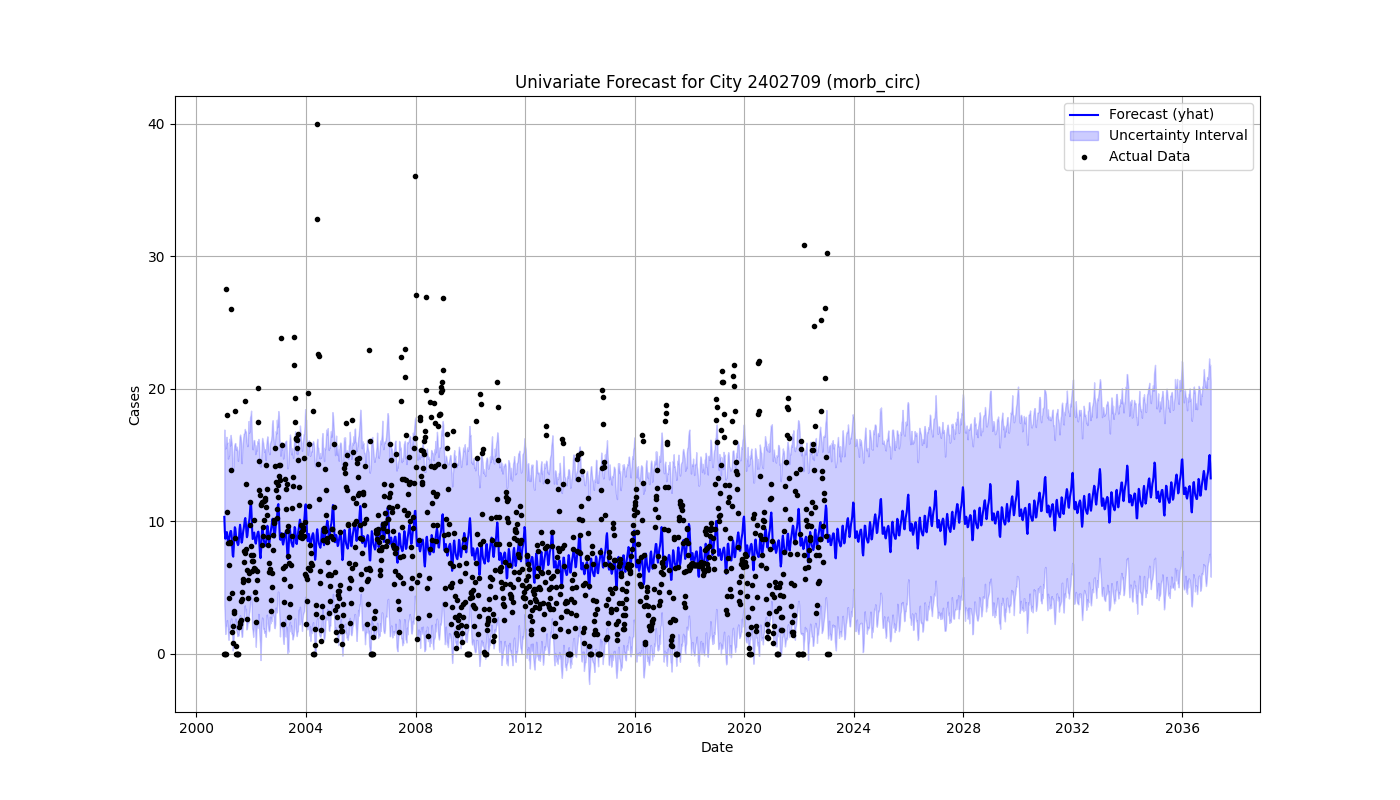 Univariate Forecast for City 2402709 (morb_circ)
Forecast (yhat)
Uncertainty Interval
Actual Data
Cases
40
30
20
10
0
2000 2004 2008 2012 2016 2020 2024 2028 2032 2036
Date